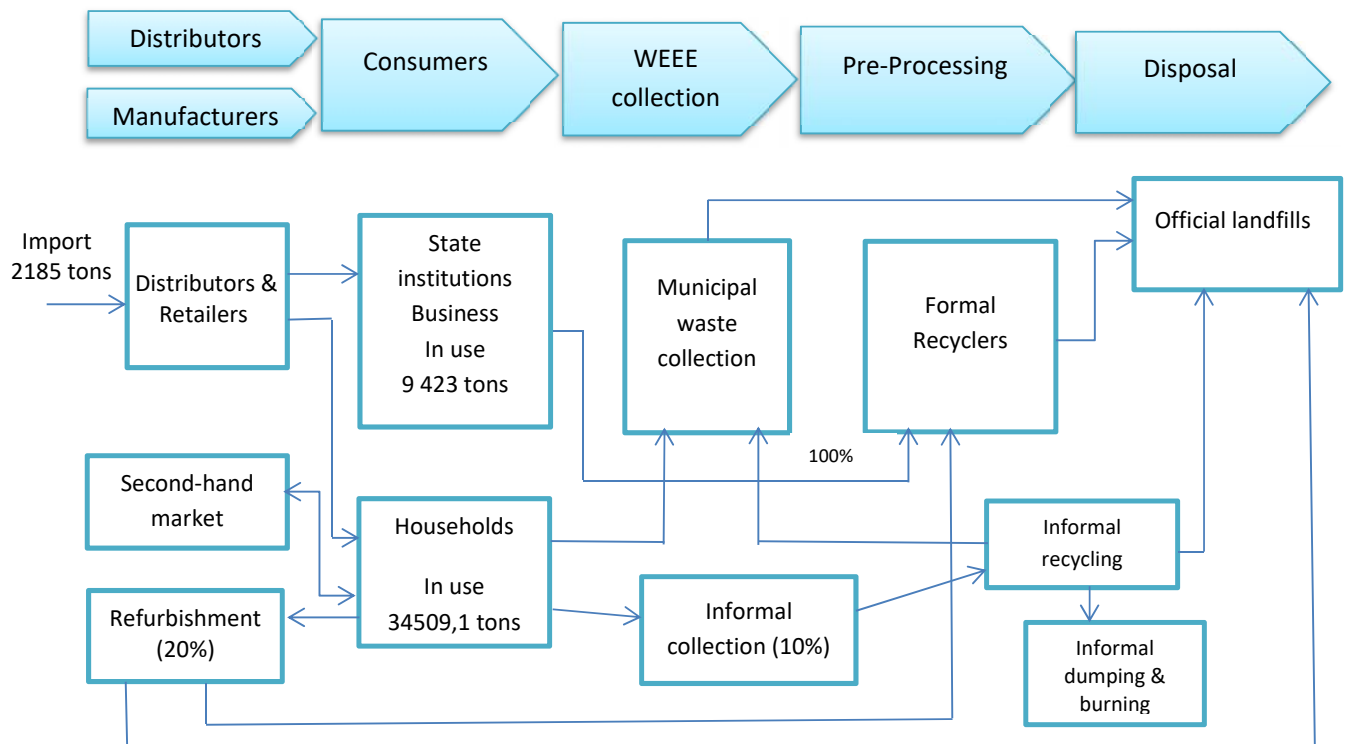 Distributors
Manufacturers
Consumers
WEEE
collection
Pre-Processing
Disposal
Import
2185 tons
Distributors &
Retailers
State
institutions
Business
In use
9 423 tons
Municipal
waste
collection
Formal
Recyclers
Official landfills
100%
Second-hand
market
Households
In use
34509,1 tons
Informal
recycling
Refurbishment
(20%)
Informal
collection (10%)
Informal
dumping &
burning